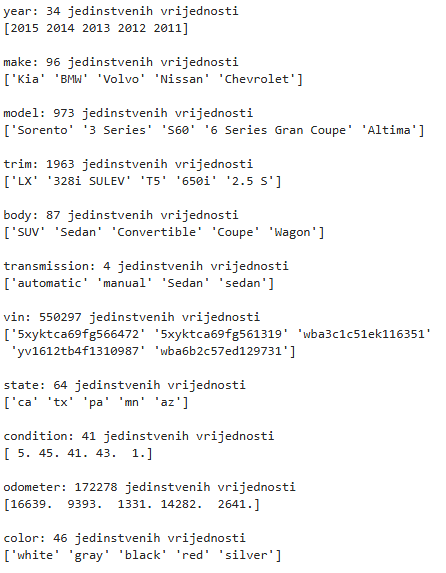 year: 34 jedinstvenih vrijednosti
[2015 2014 2013 2012 2011]
make: 96 jedinstvenih vrijednosti
['Kia' 'BMW' 'Volvo' 'Nissan' 'Chevrolet']
model: 973 jedinstvenih vrijednosti
['Sorento' '3 Series' 'S60' '6 Series Gran Coupe' 'Altima']
trim: 1963 jedinstvenih vrijednosti
['LX' '328i SULEV' 'T5' '650i' '2.5 S']
body: 87 jedinstvenih vrijednosti
['SUV' 'Sedan' 'Convertible' 'Coupe' 'Wagon']
transmission: 4 jedinstvenih vrijednosti
['automatic' 'manual' 'Sedan' 'sedan']
vin: 550297 jedinstvenih vrijednosti
['5xyktca69fg566472' '5xyktca69fg561319' 'wba3c1c51ek116351'
'yv1612tb4f1310987' 'wba6b2c57ed129731']
state: 64 jedinstvenih vrijednosti
['ca' 'tx' 'pa' 'mn' 'az']
condition: 41 jedinstvenih vrijednosti
[ 5. 45. 41. 43.  1.]
odometer: 172278 jedinstvenih vrijednosti
[16639.  9393.  1331. 14282.  2641.]
color: 46 jedinstvenih vrijednosti
['white' 'gray' 'black' 'red' 'silver']